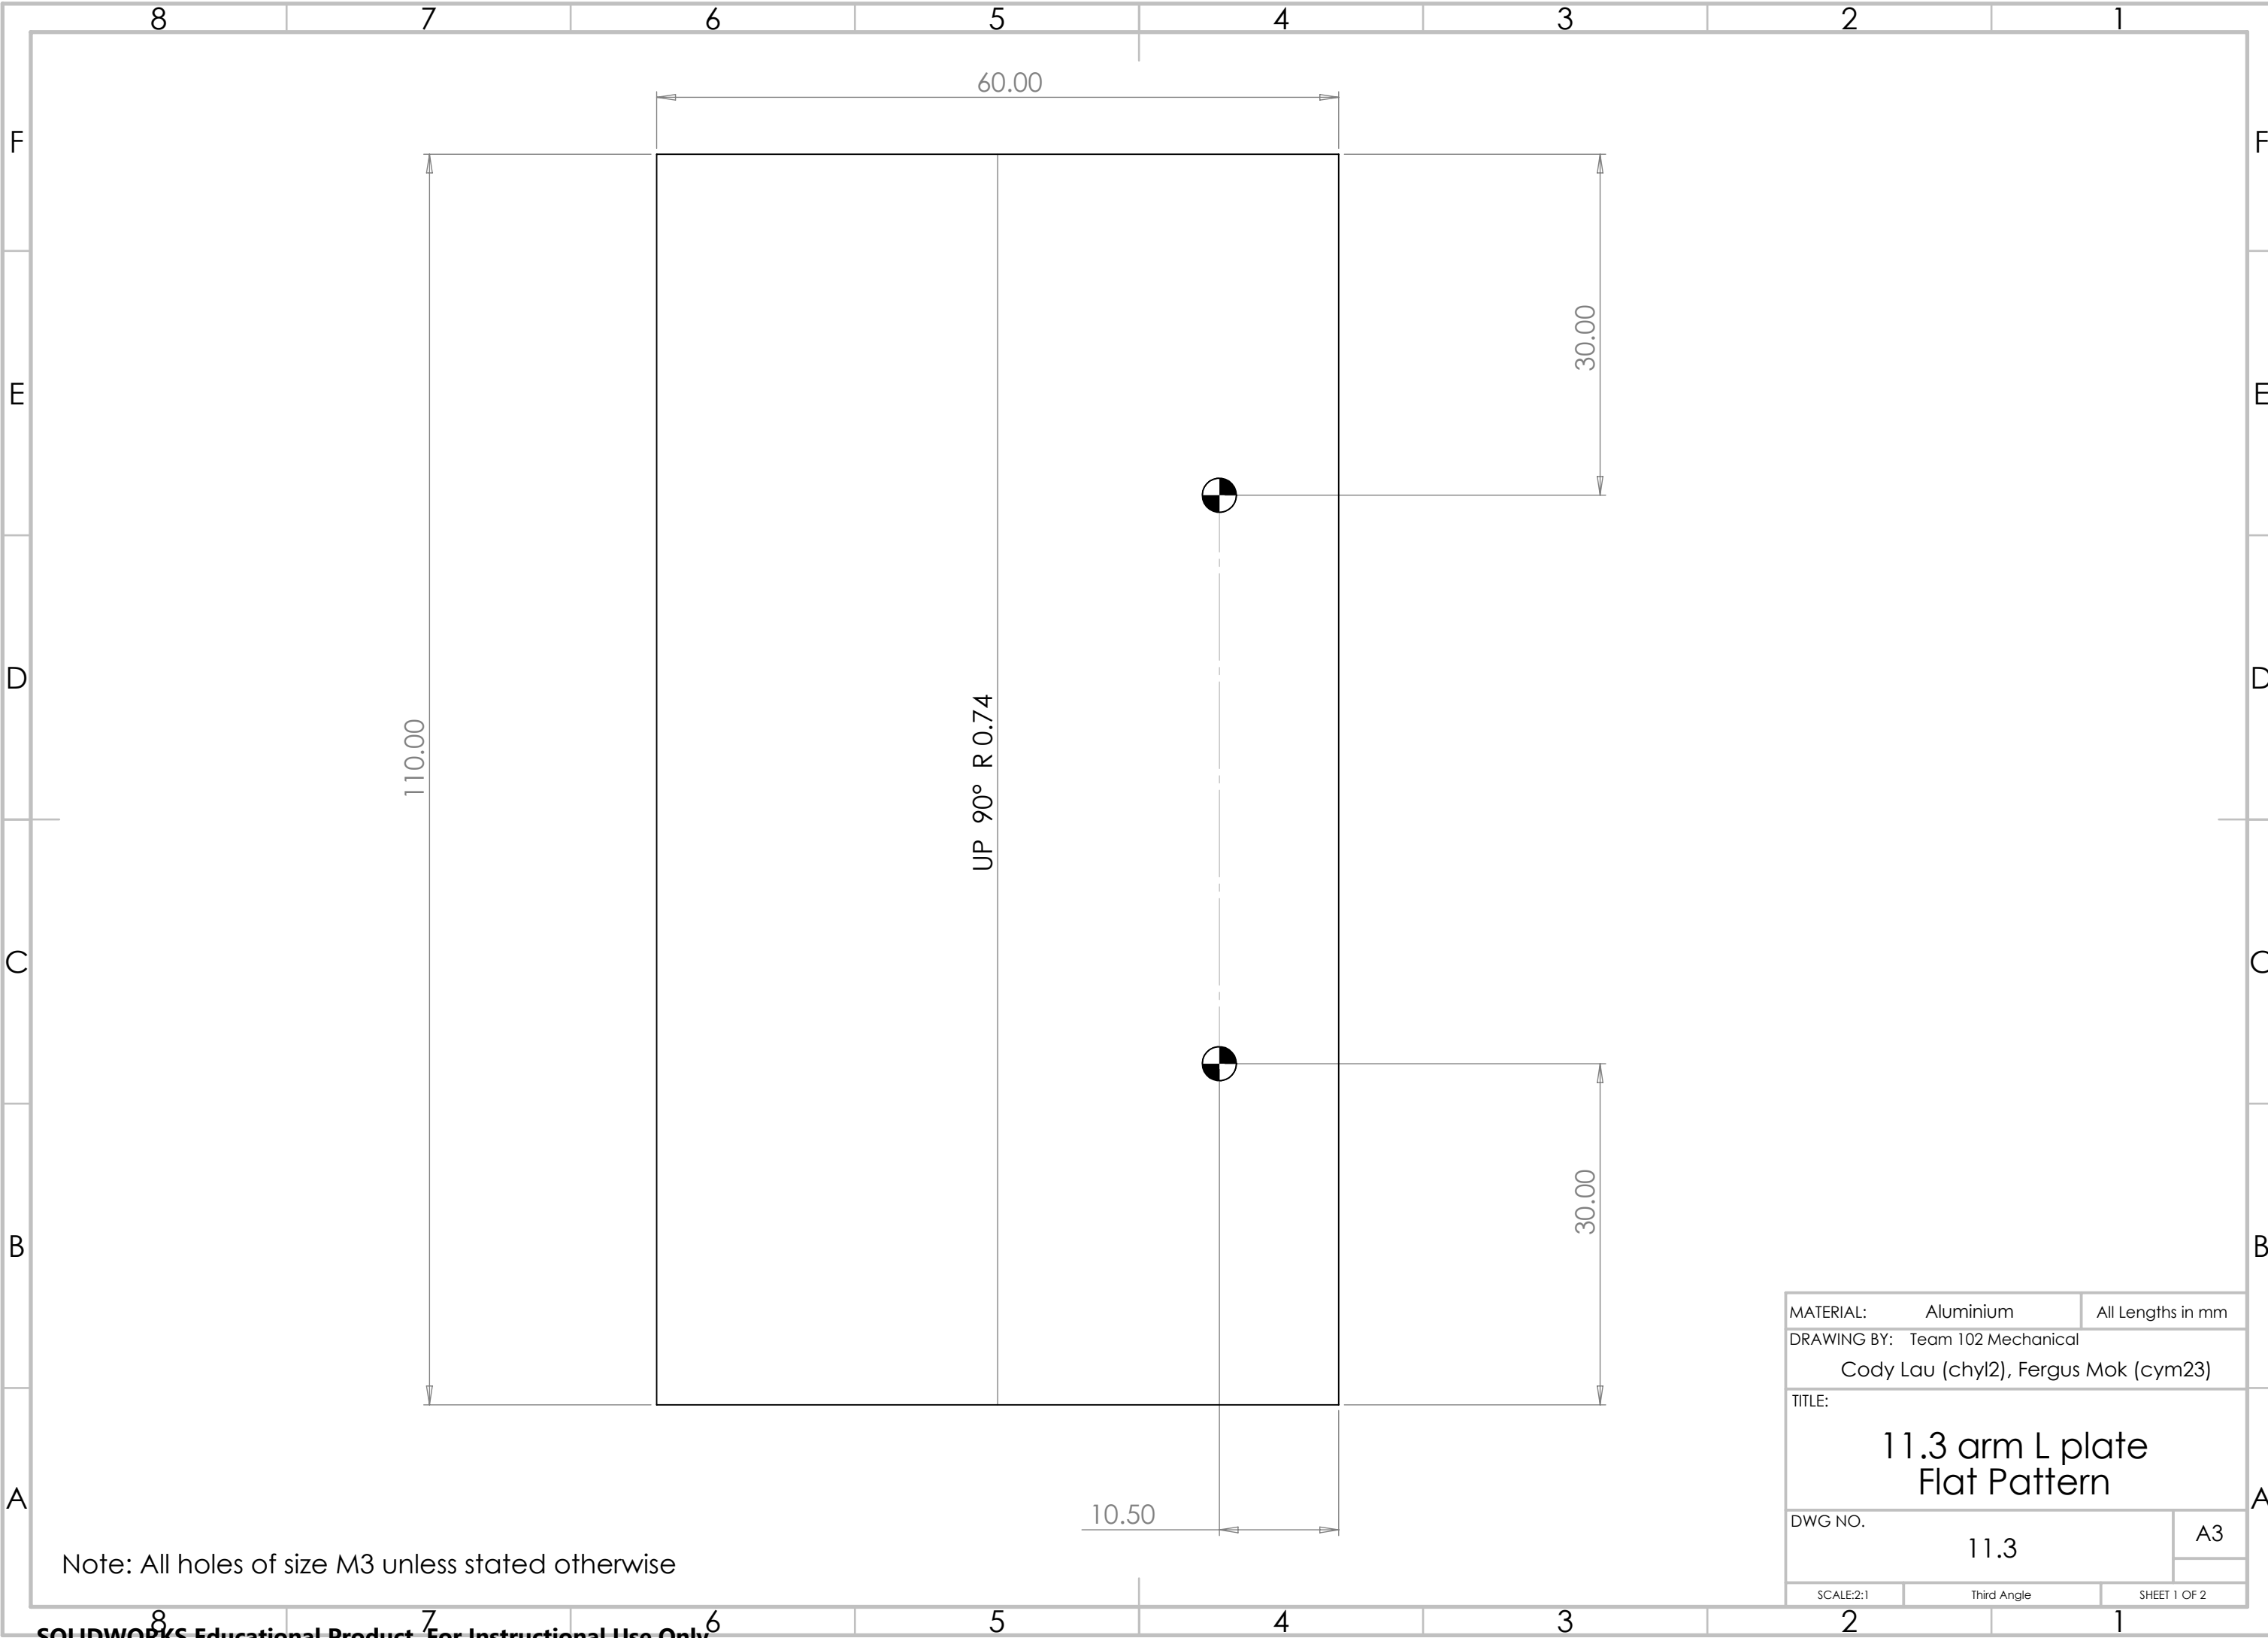 8 7 6 5 4 3 2 1
60.00
F F
30.00
E E
D D
UP 90° R 0.74
110.00
C C
30.00
B B
MATERIAL: Aluminium All Lengths in mm
DRAWING BY: Team 102 Mechanical
Cody Lau (chyl2), Fergus Mok (cym23)
TITLE:
11.3 arm L plate
Flat Pattern
A A
10.50
DWG NO. 11.3 A3
Note: All holes of size M3 unless stated otherwise
SCALE:2:1 Third Angle SHEET 1 OF 2
8 7 6 5 4 3 2 1
SOLIDWORKS Educational Product. For Instructional Use Only.